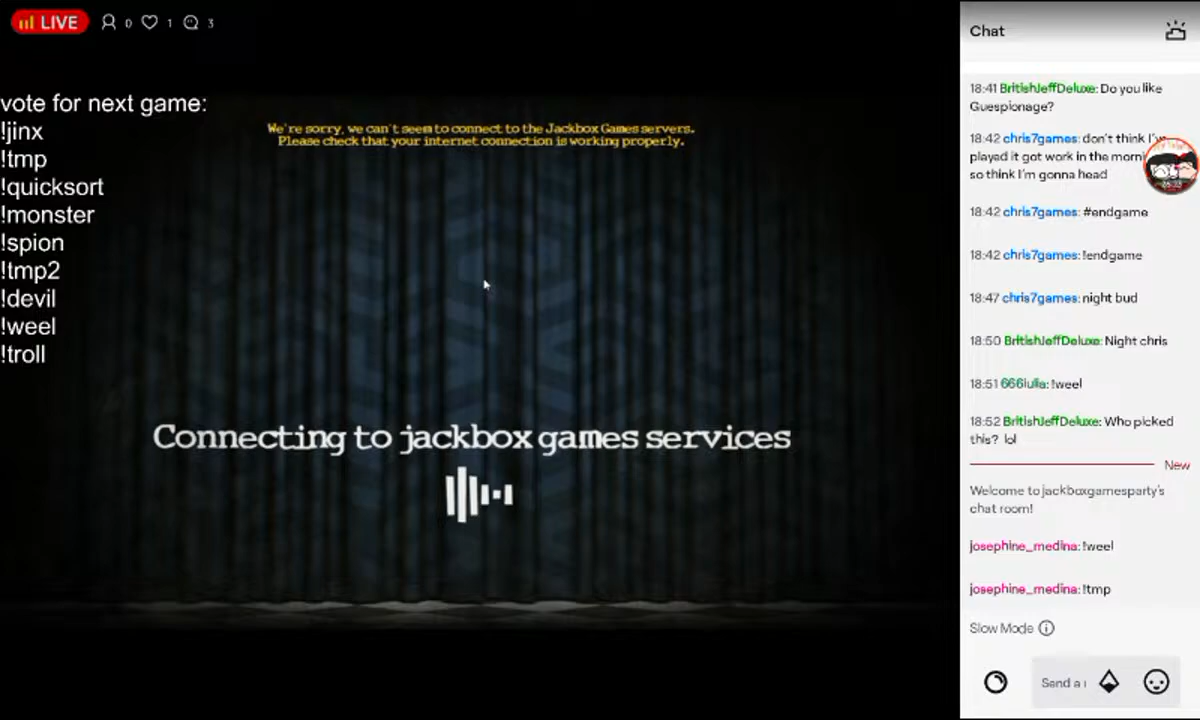 LIVE 0 1 3
vote for next game:
!jinx
!tmp
!quicksort
!monster
!spion
!tmp2
!devil
!weel
!troll
We're sorry, we can't seem to connect to the Jackbox Games servers.
Please check that your internet connection is working properly.
Connecting to jackbox games services
Chat
18:41 BritishJeffDeluxe: Do you like
Guespionage?
18:42 chris7games: don't think I've
played it got work in the morni
so think I'm gonna head
18:42 chris7games: #endgame
18:42 chris7games: !endgame
18:47 chris7games: night bud
18:50 BritishJeffDeluxe: Night chris
18:51 666iulia: !weel
18:52 BritishJeffDeluxe: Who picked
this? lol
New
Welcome to jackboxgamesparty's
chat room!
josephine_medina: !weel
josephine_medina: !tmp
Slow Mode
Send a